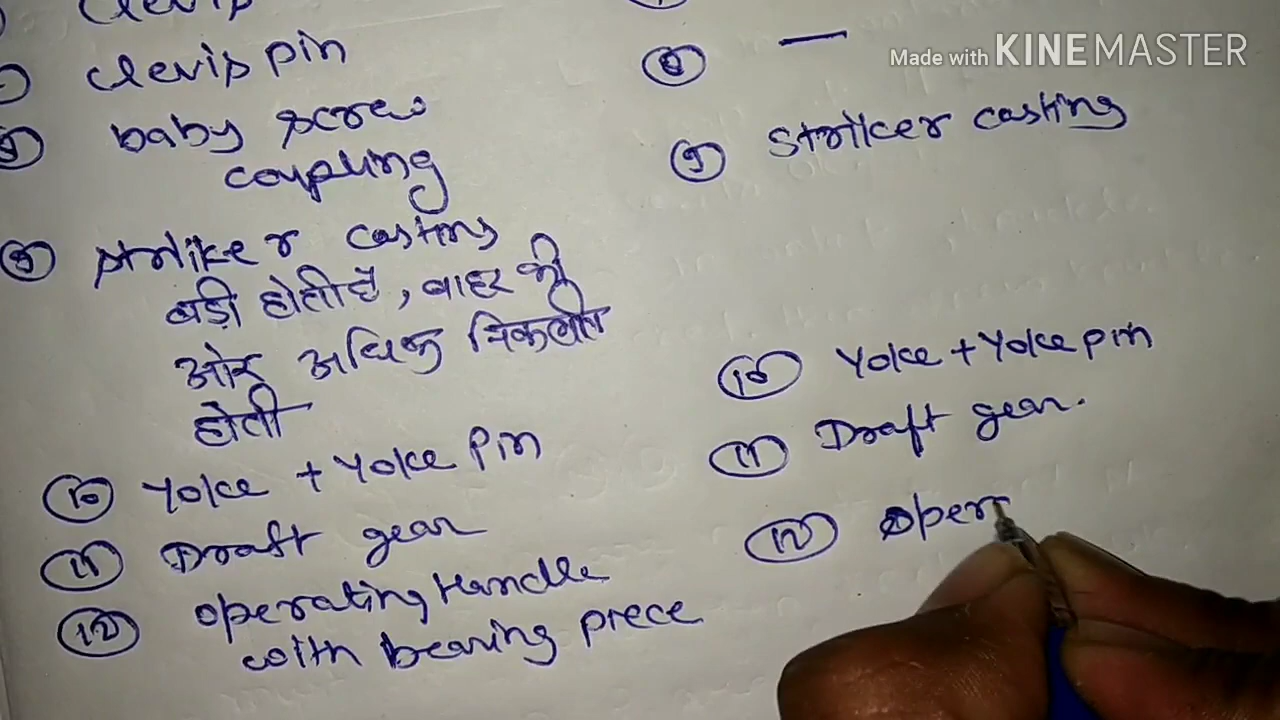 clevis
clevis pin
baby screw
coupling
striker casting
बड़ी होती है, बाहर की
ओर अधिक निकली
होती
10 Yoke + Yoke pin
11 Draft gear
12 operating Handle
with bearing piece
Made with KINEMASTER
8 —
9 Striker casting
10 Yoke + Yoke pin
11 Draft gear.
12 Oper